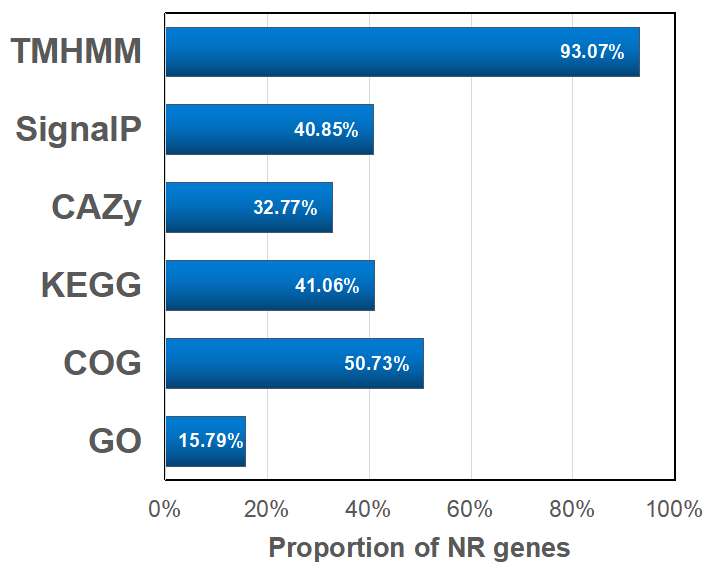 TMHMM 93.07%
SignalP 40.85%
CAZy 32.77%
KEGG 41.06%
COG 50.73%
GO 15.79%
0% 20% 40% 60% 80% 100%
Proportion of NR genes